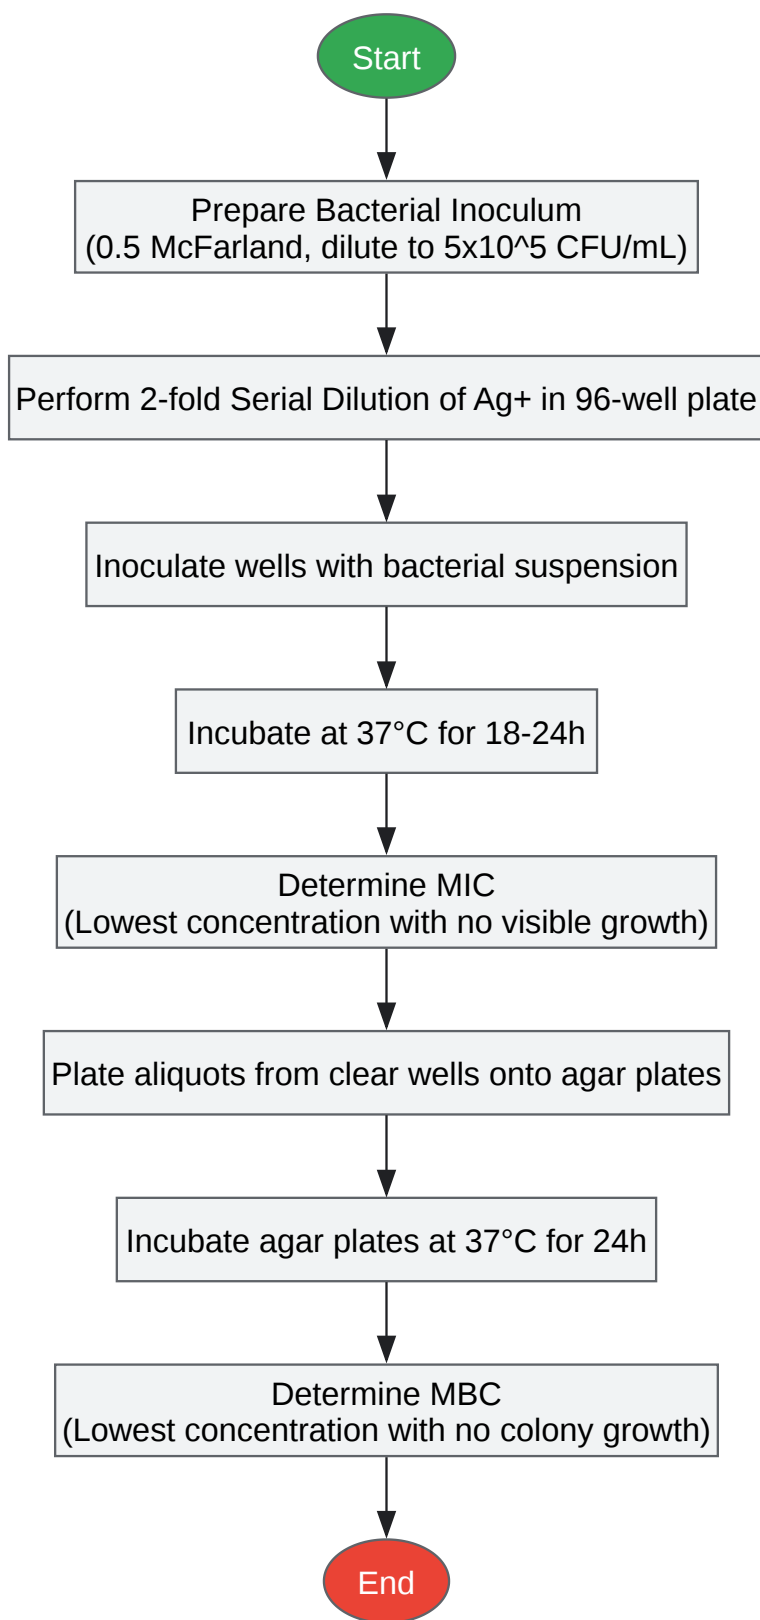 Start
Prepare Bacterial Inoculum
(0.5 McFarland, dilute to 5x10^5 CFU/mL)
Perform 2-fold Serial Dilution of Ag+ in 96-well plate
Inoculate wells with bacterial suspension
Incubate at 37°C for 18-24h
Determine MIC
(Lowest concentration with no visible growth)
Plate aliquots from clear wells onto agar plates
Incubate agar plates at 37°C for 24h
Determine MBC
(Lowest concentration with no colony growth)
End